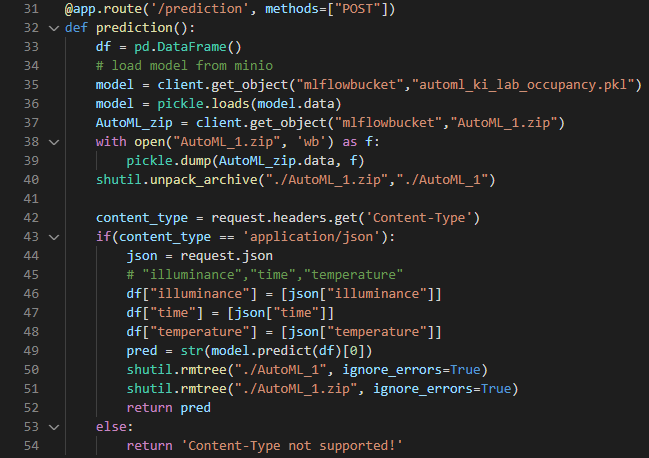 31 @app.route('/prediction', methods=["POST"])
32 def prediction():
33     df = pd.DataFrame()
34     # load model from minio
35     model = client.get_object("mlflowbucket","automl_ki_lab_occupancy.pkl")
36     model = pickle.loads(model.data)
37     AutoML_zip = client.get_object("mlflowbucket","AutoML_1.zip")
38     with open("AutoML_1.zip", 'wb') as f:
39         pickle.dump(AutoML_zip.data, f)
40     shutil.unpack_archive("./AutoML_1.zip","./AutoML_1")
41
42     content_type = request.headers.get('Content-Type')
43     if(content_type == 'application/json'):
44         json = request.json
45         # "illuminance","time","temperature"
46         df["illuminance"] = [json["illuminance"]]
47         df["time"] = [json["time"]]
48         df["temperature"] = [json["temperature"]]
49         pred = str(model.predict(df)[0])
50         shutil.rmtree("./AutoML_1", ignore_errors=True)
51         shutil.rmtree("./AutoML_1.zip", ignore_errors=True)
52         return pred
53     else:
54         return 'Content-Type not supported!'